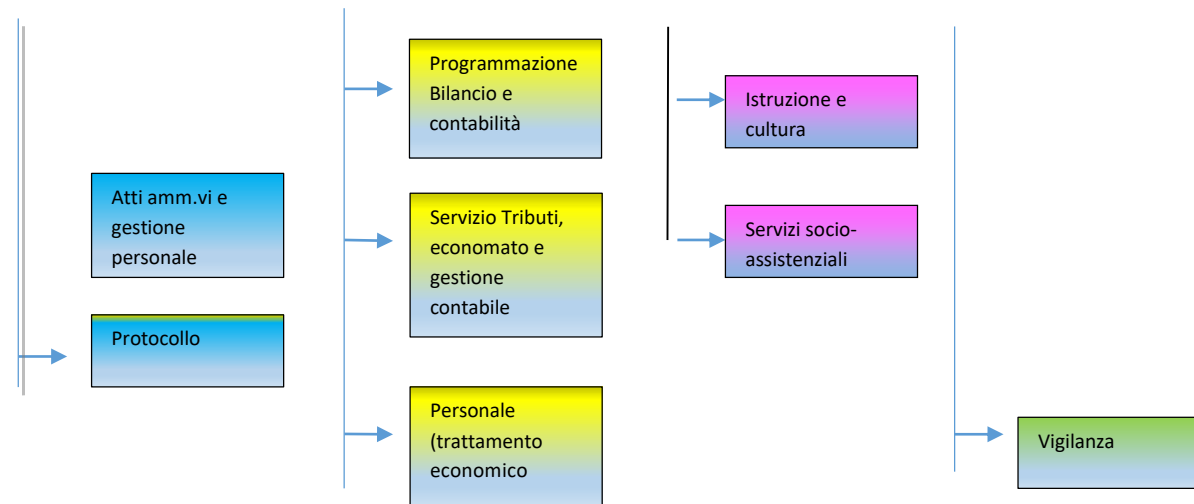 Atti amm.vi e
gestione
personale
Protocollo
Programmazione
Bilancio e
contabilità
Servizio Tributi,
economato e
gestione
contabile
Personale
(trattamento
economico
Istruzione e
cultura
Servizi socio-
assistenziali
Vigilanza